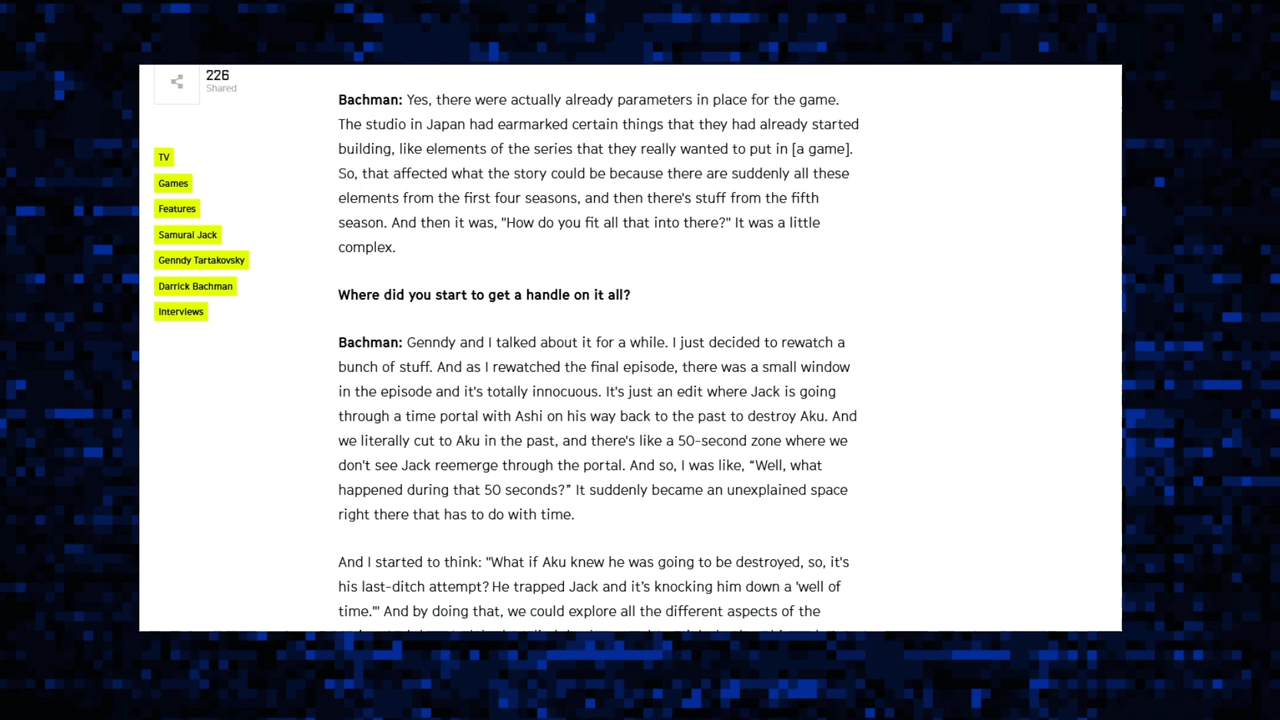 226
Shared
TV
Games
Features
Samurai Jack
Genndy Tartakovsky
Darrick Bachman
Interviews
Bachman: Yes, there were actually already parameters in place for the game.
The studio in Japan had earmarked certain things that they had already started
building, like elements of the series that they really wanted to put in [a game].
So, that affected what the story could be because there are suddenly all these
elements from the first four seasons, and then there's stuff from the fifth
season. And then it was, "How do you fit all that into there?" It was a little
complex.
Where did you start to get a handle on it all?
Bachman: Genndy and I talked about it for a while. I just decided to rewatch a
bunch of stuff. And as I rewatched the final episode, there was a small window
in the episode and it's totally innocuous. It's just an edit where Jack is going
through a time portal with Ashi on his way back to the past to destroy Aku. And
we literally cut to Aku in the past, and there's like a 50-second zone where we
don't see Jack reemerge through the portal. And so, I was like, “Well, what
happened during that 50 seconds?” It suddenly became an unexplained space
right there that has to do with time.
And I started to think: "What if Aku knew he was going to be destroyed, so, it's
his last-ditch attempt? He trapped Jack and it’s knocking him down a 'well of
time.'" And by doing that, we could explore all the different aspects of the